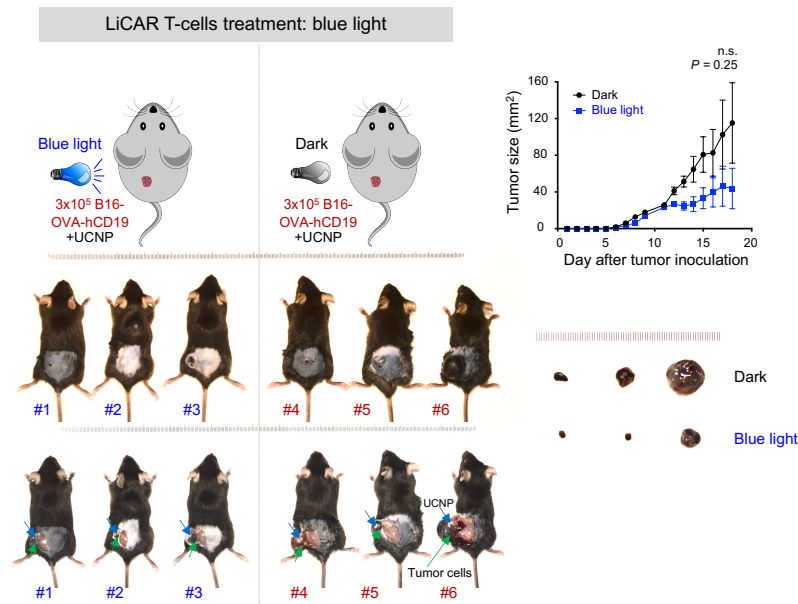 LiCAR T-cells treatment: blue light
Blue light
3x10⁵ B16-
OVA-hCD19
+UCNP
Dark
3x10⁵ B16-
OVA-hCD19
+UCNP
#1
#2
#3
#4
#5
#6
UCNP
Tumor cells
#1
#2
#3
#4
#5
#6
n.s.
P = 0.25
Tumor size (mm²)
160
120
80
40
0
Dark
Blue light
0
5
10
15
20
Day after tumor inoculation
Dark
Blue light